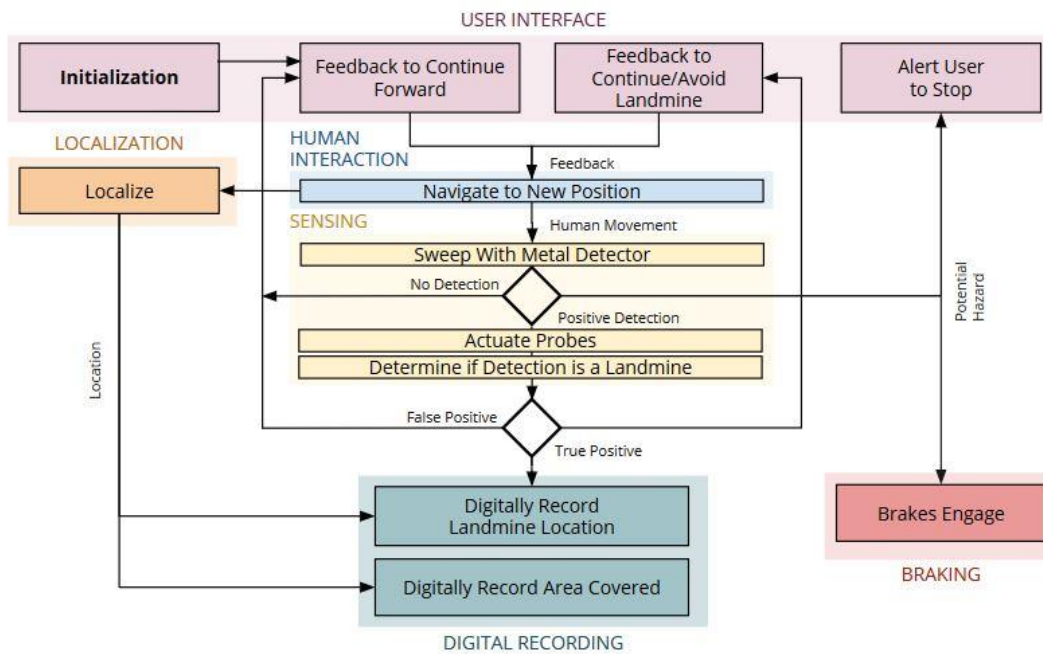 USER INTERFACE
Initialization
Feedback to Continue
Forward
Feedback to
Continue/Avoid
Landmine
Alert User
to Stop
LOCALIZATION
HUMAN
INTERACTION
Feedback
Localize
Navigate to New Position
SENSING
Human Movement
Sweep With Metal Detector
No Detection
Positive Detection
Potential
Hazard
Actuate Probes
Determine if Detection is a Landmine
Location
False Positive
True Positive
Digitally Record
Landmine Location
Brakes Engage
Digitally Record Area Covered
BRAKING
DIGITAL RECORDING